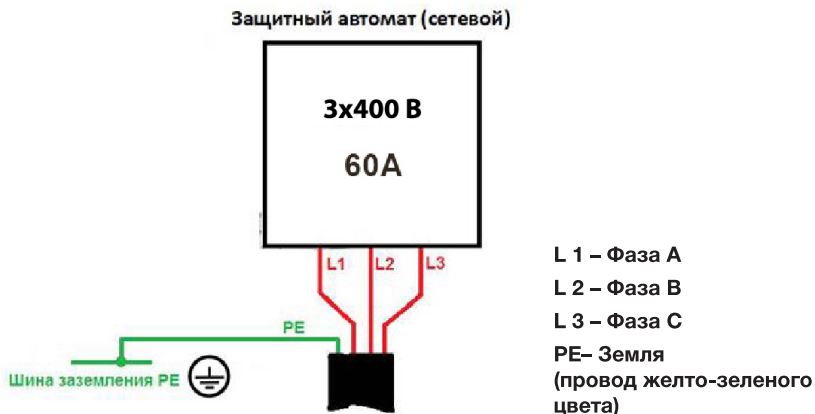 Защитный автомат (сетевой)
3x400 В
60А
L1 L2 L3
PE
Шина заземления PE
L 1 – Фаза А
L 2 – Фаза В
L 3 – Фаза С
PE– Земля
(провод желто-зеленого
цвета)